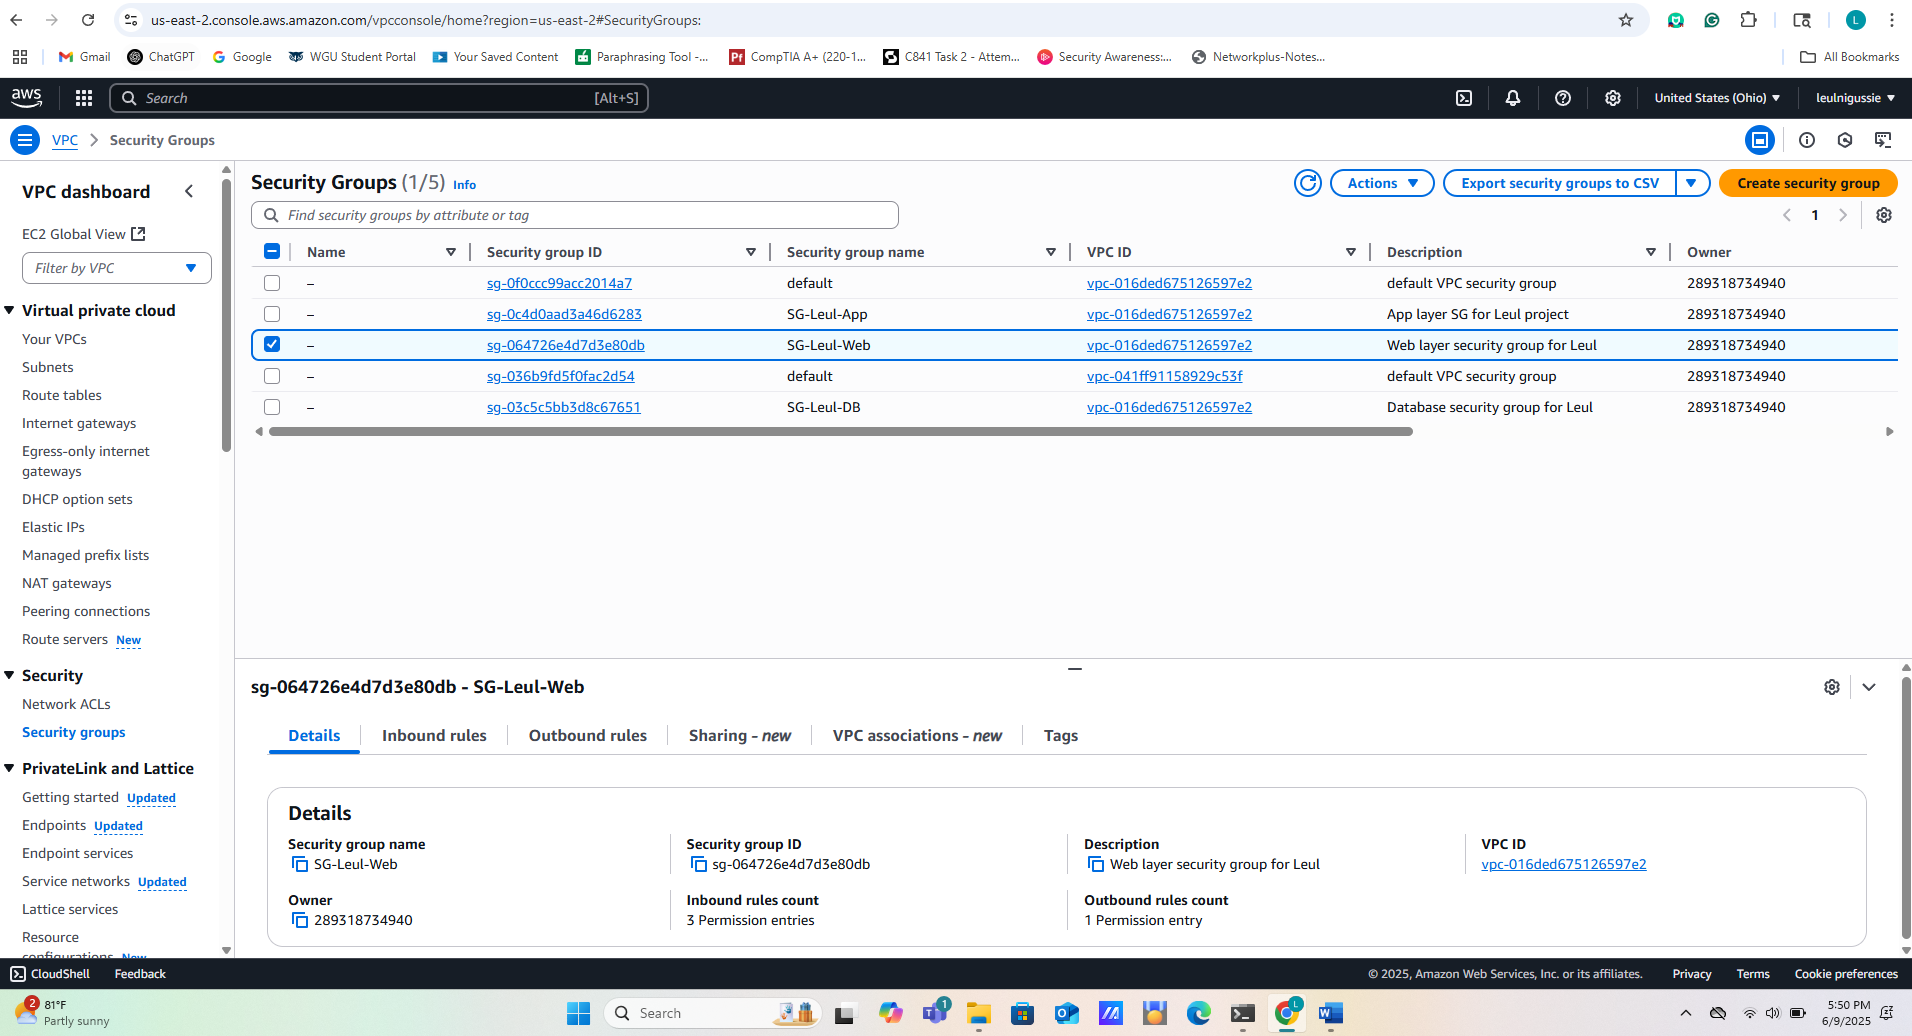 us-east-2.console.aws.amazon.com/vpcconsole/home?region=us-east-2#SecurityGroups:
L
Gmail ChatGPT Google WGU Student Portal Your Saved Content Paraphrasing Tool -... CompTIA A+ (220-1... C841 Task 2 - Attem... Security Awareness:... Networkplus-Notes... All Bookmarks
aws Search [Alt+S] United States (Ohio) leulnigussie
VPC Security Groups
VPC dashboard
EC2 Global View
Filter by VPC
Virtual private cloud
Your VPCs
Subnets
Route tables
Internet gateways
Egress-only internet
gateways
DHCP option sets
Elastic IPs
Managed prefix lists
NAT gateways
Peering connections
Route servers New
Security
Network ACLs
Security groups
PrivateLink and Lattice
Getting started Updated
Endpoints Updated
Endpoint services
Service networks Updated
Lattice services
Resource
configurations New
Security Groups (1/5) Info
Actions Export security groups to CSV Create security group
Find security groups by attribute or tag
1
Name Security group ID Security group name VPC ID Description Owner
– sg-0f0ccc99acc2014a7 default vpc-016ded675126597e2 default VPC security group 289318734940
– sg-0c4d0aad3a46d6283 SG-Leul-App vpc-016ded675126597e2 App layer SG for Leul project 289318734940
– sg-064726e4d7d3e80db SG-Leul-Web vpc-016ded675126597e2 Web layer security group for Leul 289318734940
– sg-036b9fd5f0fac2d54 default vpc-041ff91158929c53f default VPC security group 289318734940
– sg-03c5c5bb3d8c67651 SG-Leul-DB vpc-016ded675126597e2 Database security group for Leul 289318734940
sg-064726e4d7d3e80db - SG-Leul-Web
Details Inbound rules Outbound rules Sharing - new VPC associations - new Tags
Details
Security group name Security group ID Description VPC ID
SG-Leul-Web sg-064726e4d7d3e80db Web layer security group for Leul vpc-016ded675126597e2
Owner Inbound rules count Outbound rules count
289318734940 3 Permission entries 1 Permission entry
CloudShell Feedback © 2025, Amazon Web Services, Inc. or its affiliates. Privacy Terms Cookie preferences
2
81°F
Partly sunny
Search
1
L
5:50 PM
6/9/2025